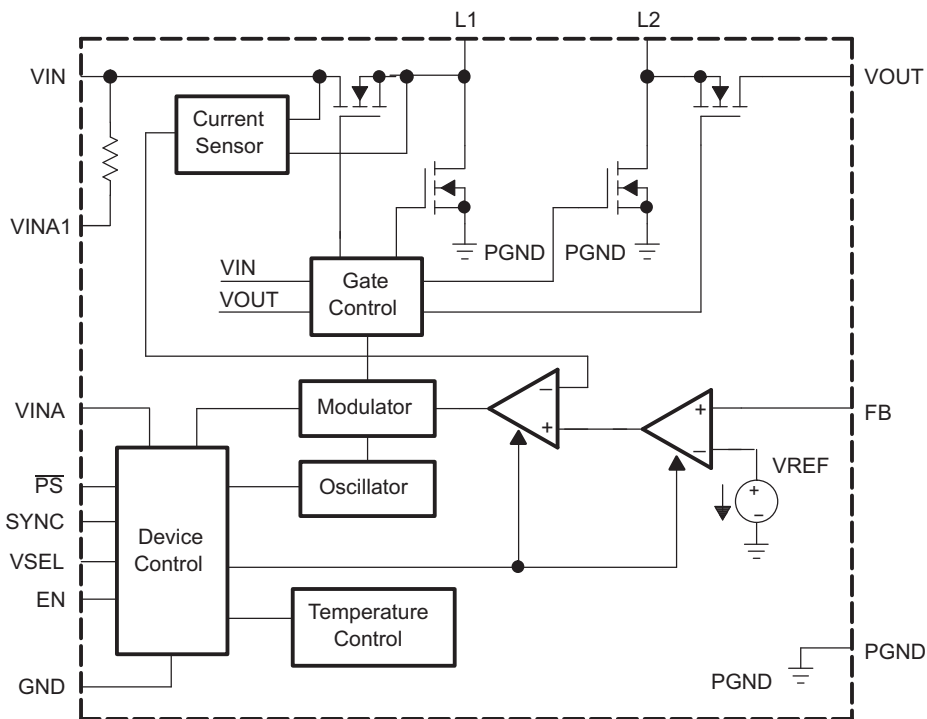 L1
L2
VIN
VOUT
Current
Sensor
VINA1
PGND
PGND
VIN
VOUT
Gate
Control
VINA
Modulator
−
+
+
−
FB
VREF
PS
Oscillator
+
−
SYNC
VSEL
Device
Control
EN
Temperature
Control
GND
PGND
PGND